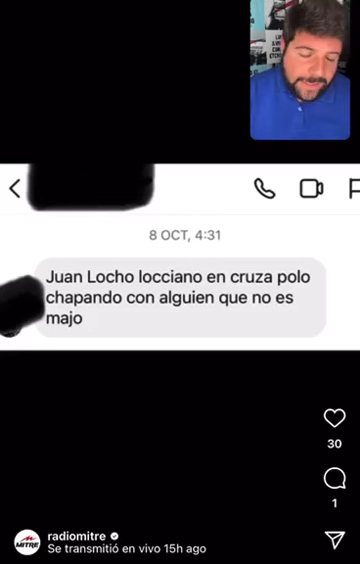 8 OCT, 4:31
Juan Locho locciano en cruza polo
chapando con alguien que no es
majo
30
1
MITRE
radiomitre
Se transmitió en vivo 15h ago